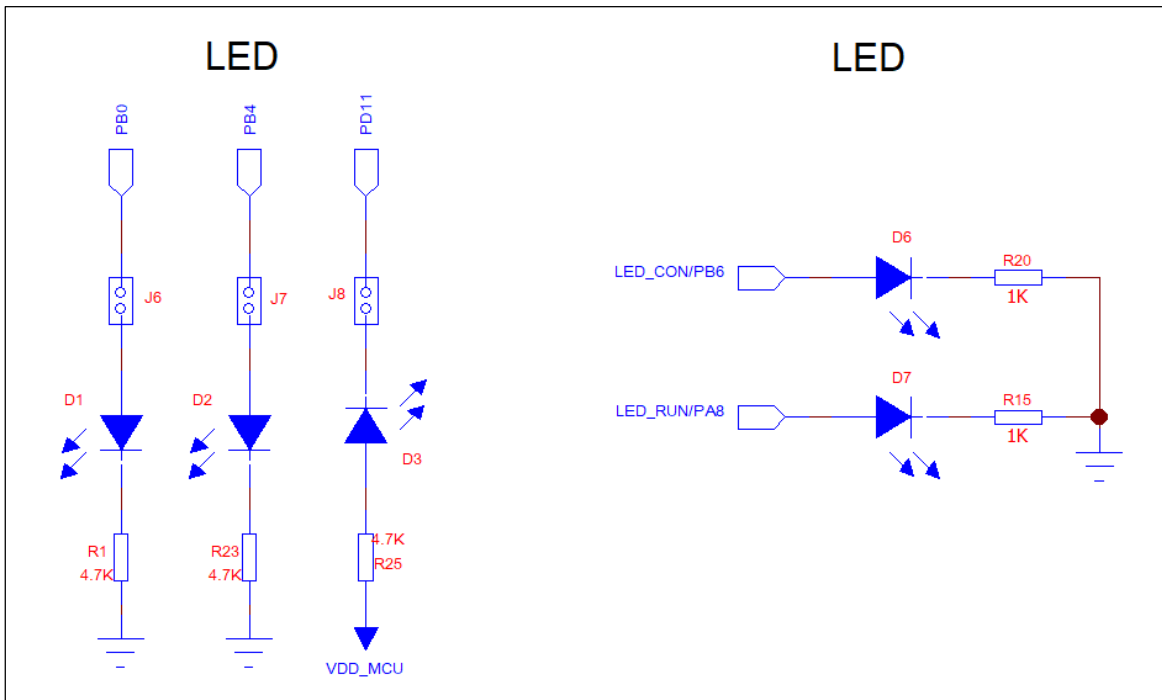 LED
LED
PB0
PB4
PD11
J6
J7
J8
D1
D2
D3
R1
4.7K
R23
4.7K
4.7K
R25
VDD_MCU
D6
LED_CON/PB6
R20
1K
D7
LED_RUN/PA8
R15
1K